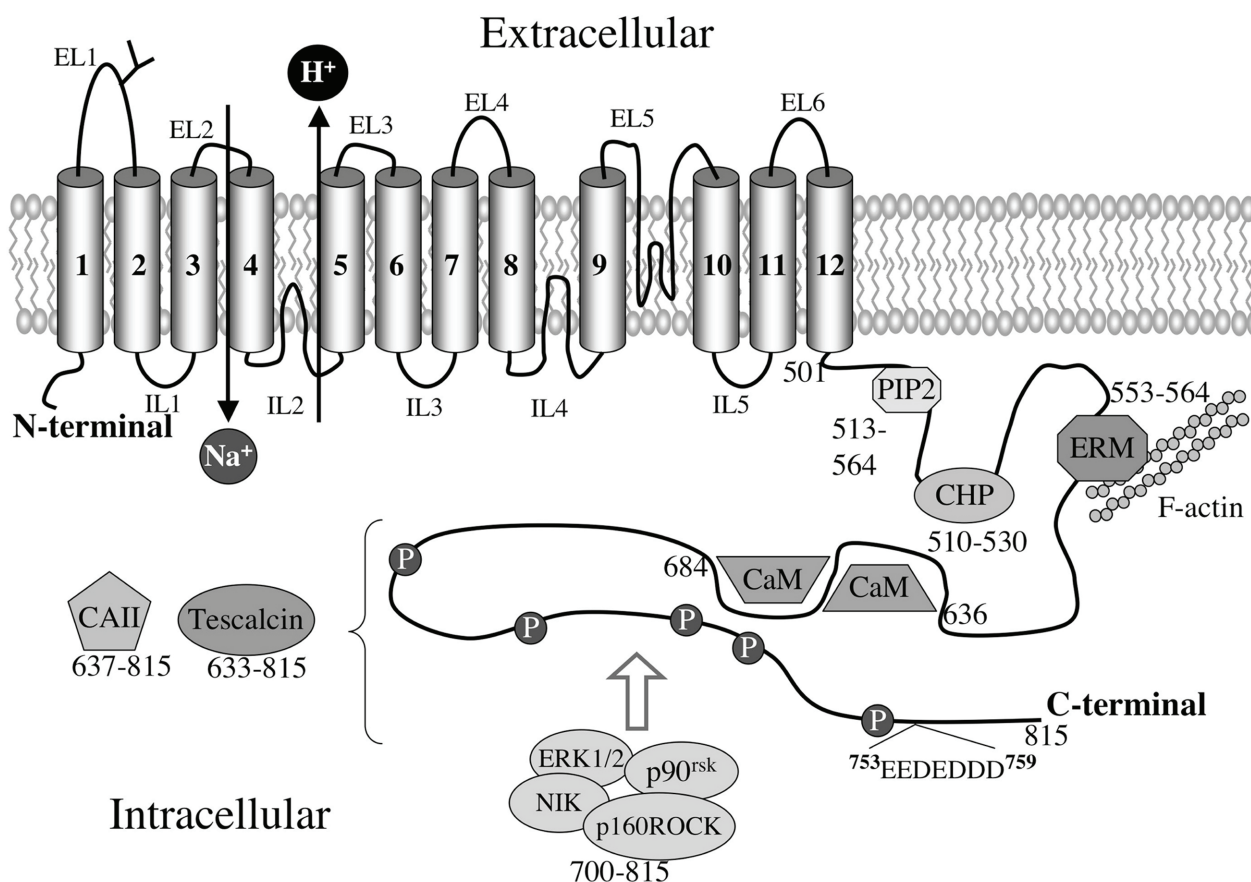 Extracellular
EL1
H⁺
EL2
EL3
EL4
EL5
EL6
1 2 3 4 5 6 7 8 9 10 11 12
N-terminal
IL1
IL2
IL3
IL4
IL5
501
Na⁺
PIP2
513-
564
553-564
ERM
F-actin
CHP
510-530
P
684
CaM
CaM
636
CAII
637-815
Tescalcin
633-815
P
P
P
P
C-terminal
815
⁷⁵³EEDEDDD⁷⁵⁹
ERK1/2
p90ʳˢᵏ
NIK
p160ROCK
700-815
Intracellular